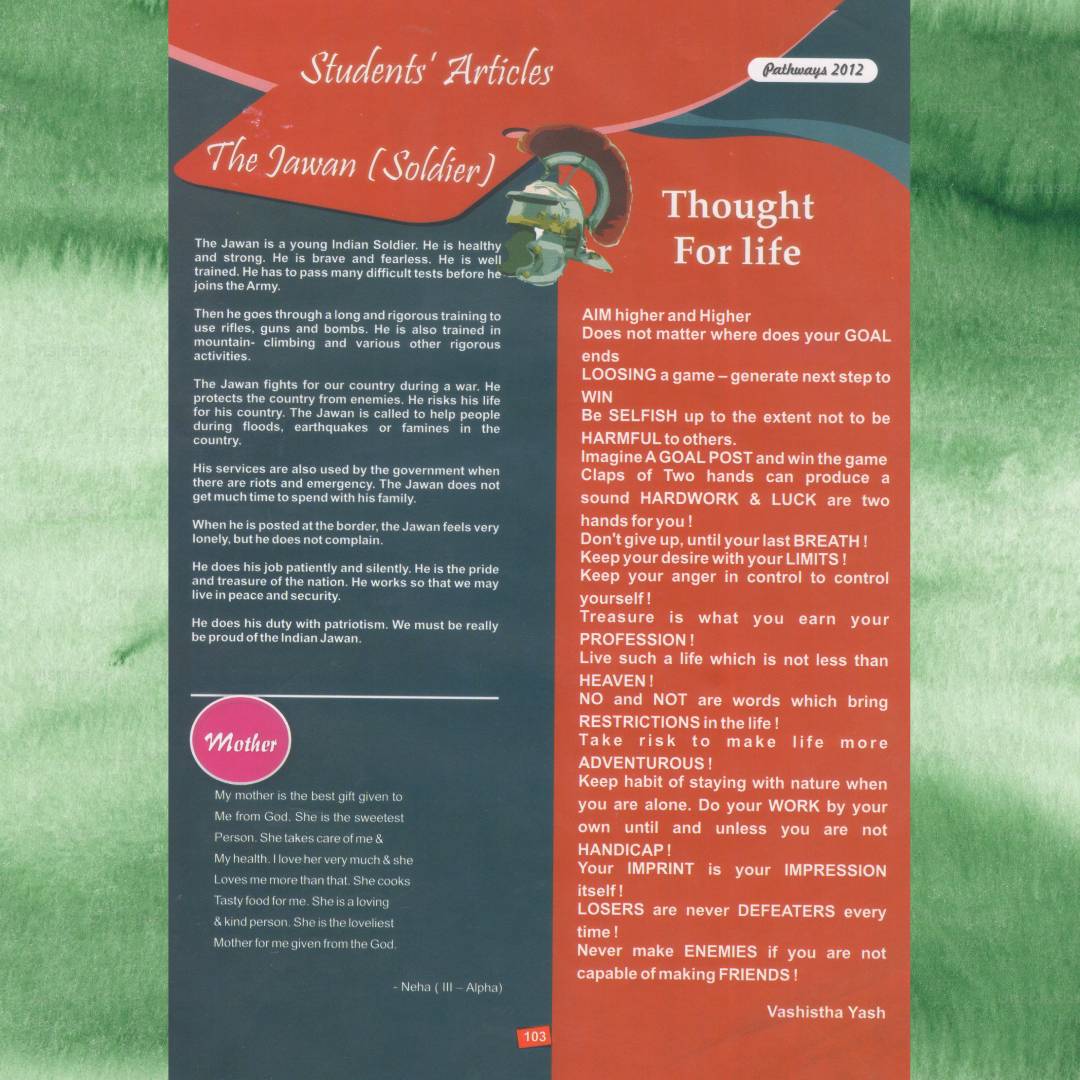 Students' Articles
Pathways 2012
The Jawan (Soldier)
The Jawan is a young Indian Soldier. He is healthy
and strong. He is brave and fearless. He is well
trained. He has to pass many difficult tests before he
joins the Army.
Then he goes through a long and rigorous training to
use rifles, guns and bombs. He is also trained in
mountain- climbing and various other rigorous
activities.
The Jawan fights for our country during a war. He
protects the country from enemies. He risks his life
for his country. The Jawan is called to help people
during floods, earthquakes or famines in the
country.
His services are also used by the government when
there are riots and emergency. The Jawan does not
get much time to spend with his family.
When he is posted at the border, the Jawan feels very
lonely, but he does not complain.
He does his job patiently and silently. He is the pride
and treasure of the nation. He works so that we may
live in peace and security.
He does his duty with patriotism. We must be really
be proud of the Indian Jawan.
Mother
My mother is the best gift given to
Me from God. She is the sweetest
Person. She takes care of me &
My health. I love her very much & she
Loves me more than that. She cooks
Tasty food for me. She is a loving
& kind person. She is the loveliest
Mother for me given from the God.
- Neha ( III – Alpha)
Thought
For life
AIM higher and Higher
Does not matter where does your GOAL
ends
LOOSING a game – generate next step to
WIN
Be SELFISH up to the extent not to be
HARMFUL to others.
Imagine A GOAL POST and win the game
Claps of Two hands can produce a
sound HARDWORK & LUCK are two
hands for you !
Don't give up, until your last BREATH !
Keep your desire with your LIMITS !
Keep your anger in control to control
yourself !
Treasure is what you earn your
PROFESSION !
Live such a life which is not less than
HEAVEN !
NO and NOT are words which bring
RESTRICTIONS in the life !
Take risk to make life more
ADVENTUROUS !
Keep habit of staying with nature when
you are alone. Do your WORK by your
own until and unless you are not
HANDICAP !
Your IMPRINT is your IMPRESSION
itself !
LOSERS are never DEFEATERS every
time !
Never make ENEMIES if you are not
capable of making FRIENDS !
Vashistha Yash
103